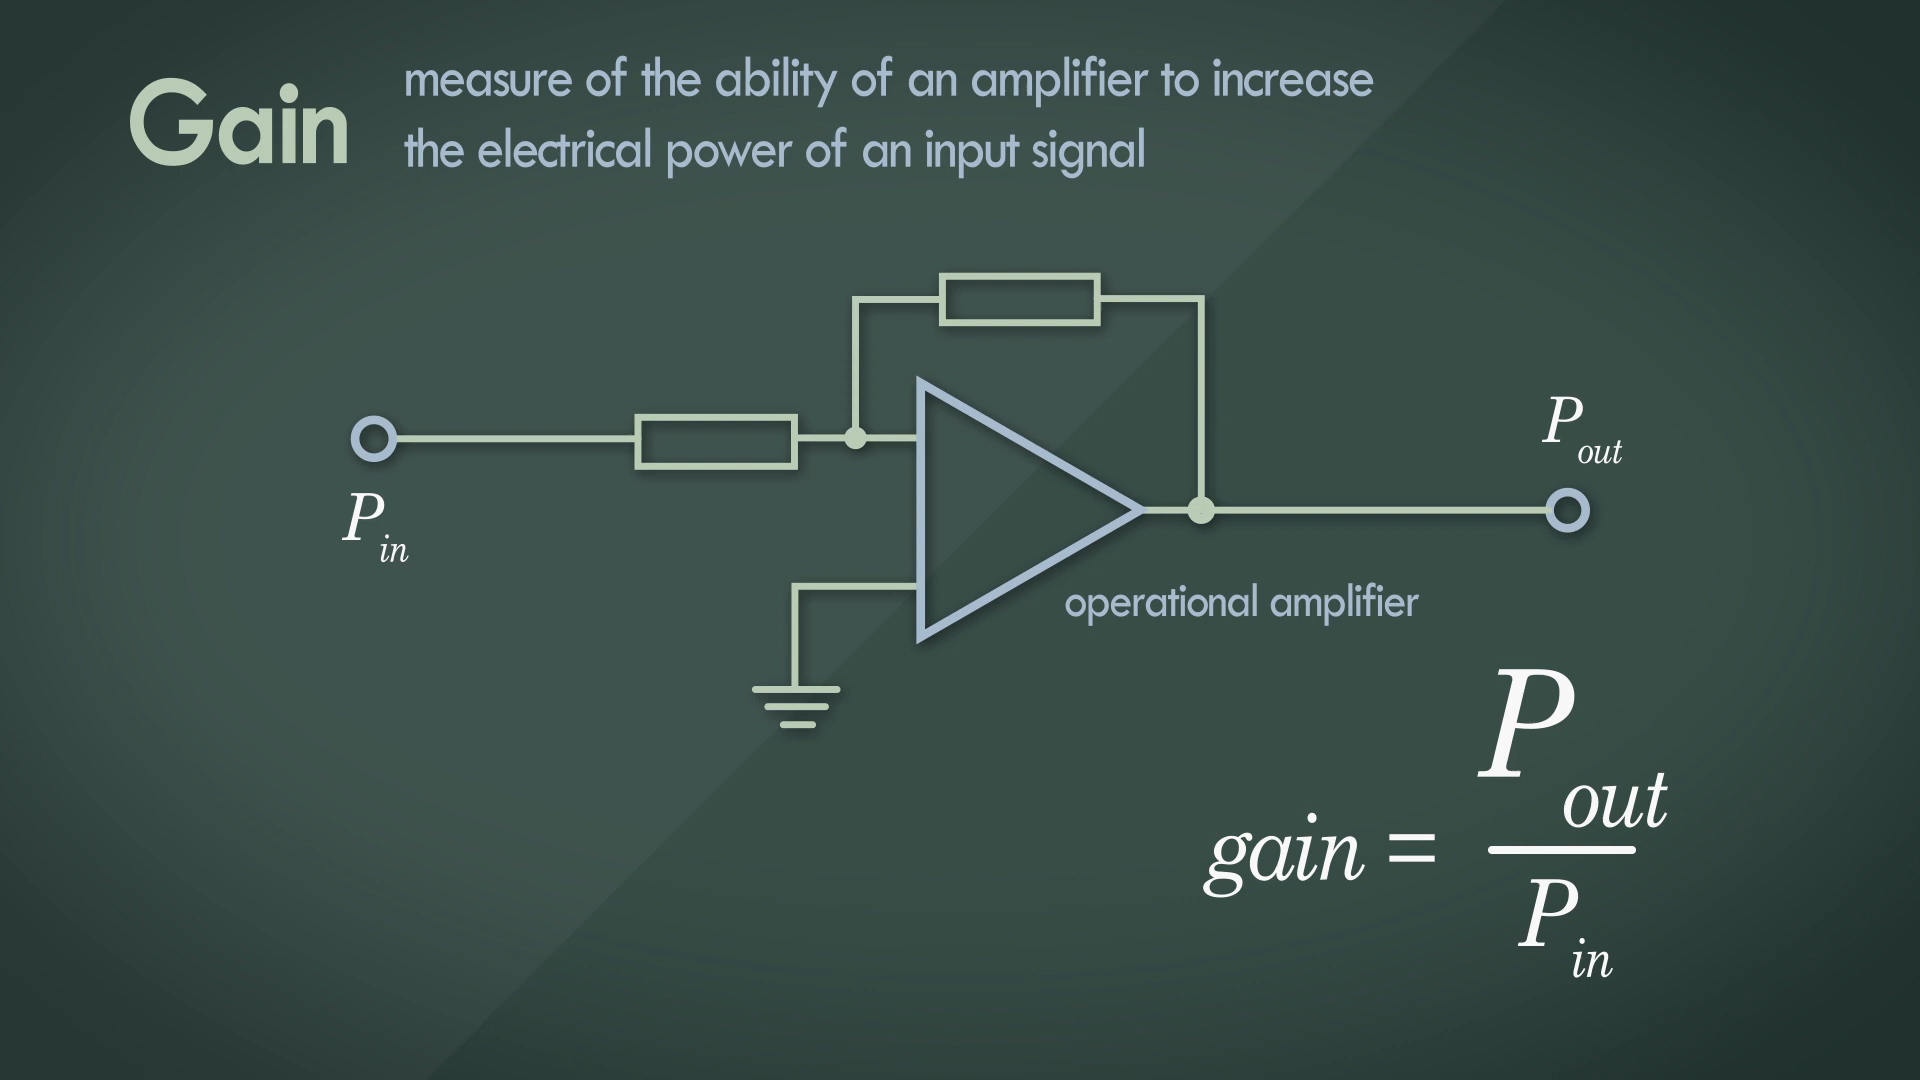 Gain
measure of the ability of an amplifier to increase
the electrical power of an input signal
P out
P in
operational amplifier
gain = P out
P in